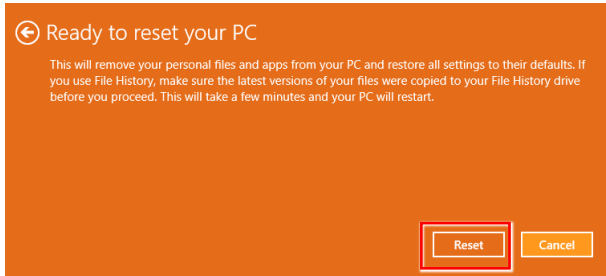 Ready to reset your PC
This will remove your personal files and apps from your PC and restore all settings to their defaults. If
you use File History, make sure the latest versions of your files were copied to your File History drive
before you proceed. This will take a few minutes and your PC will restart.
Reset
Cancel